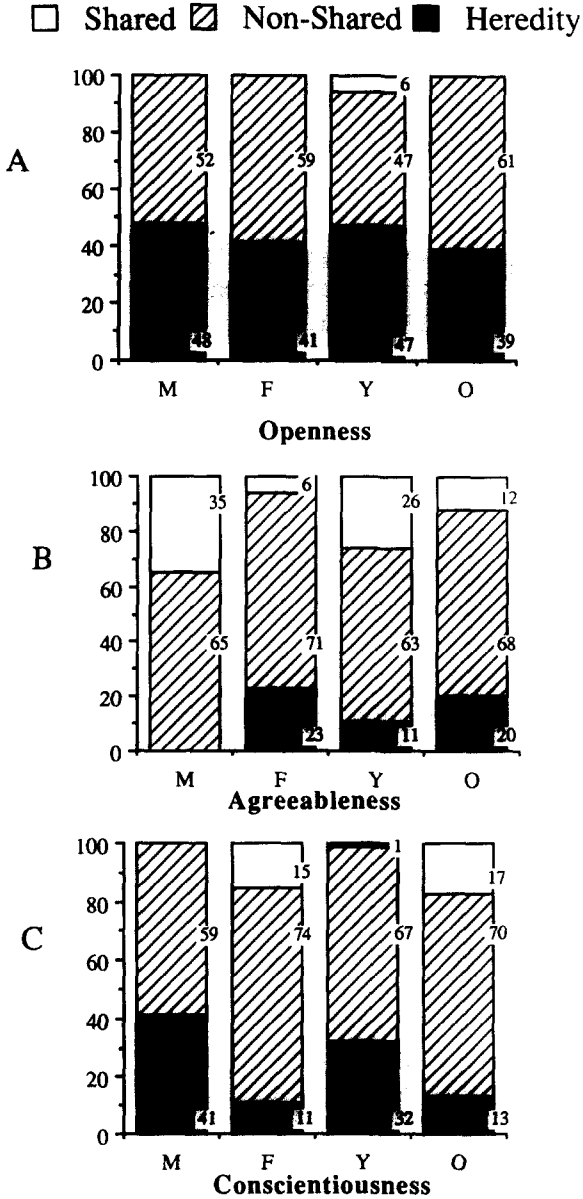 Shared Non-Shared Heredity
A
100
80
60
40
20
0
6
52 59 47 61
48 41 47 39
M F Y O
Openness
B
100
80
60
40
20
0
35 6 26 12
65 71 63 68
23 11 20
M F Y O
Agreeableness
C
100
80
60
40
20
0
15 1 17
59 74 67 70
41 11 32 13
M F Y O
Conscientiousness